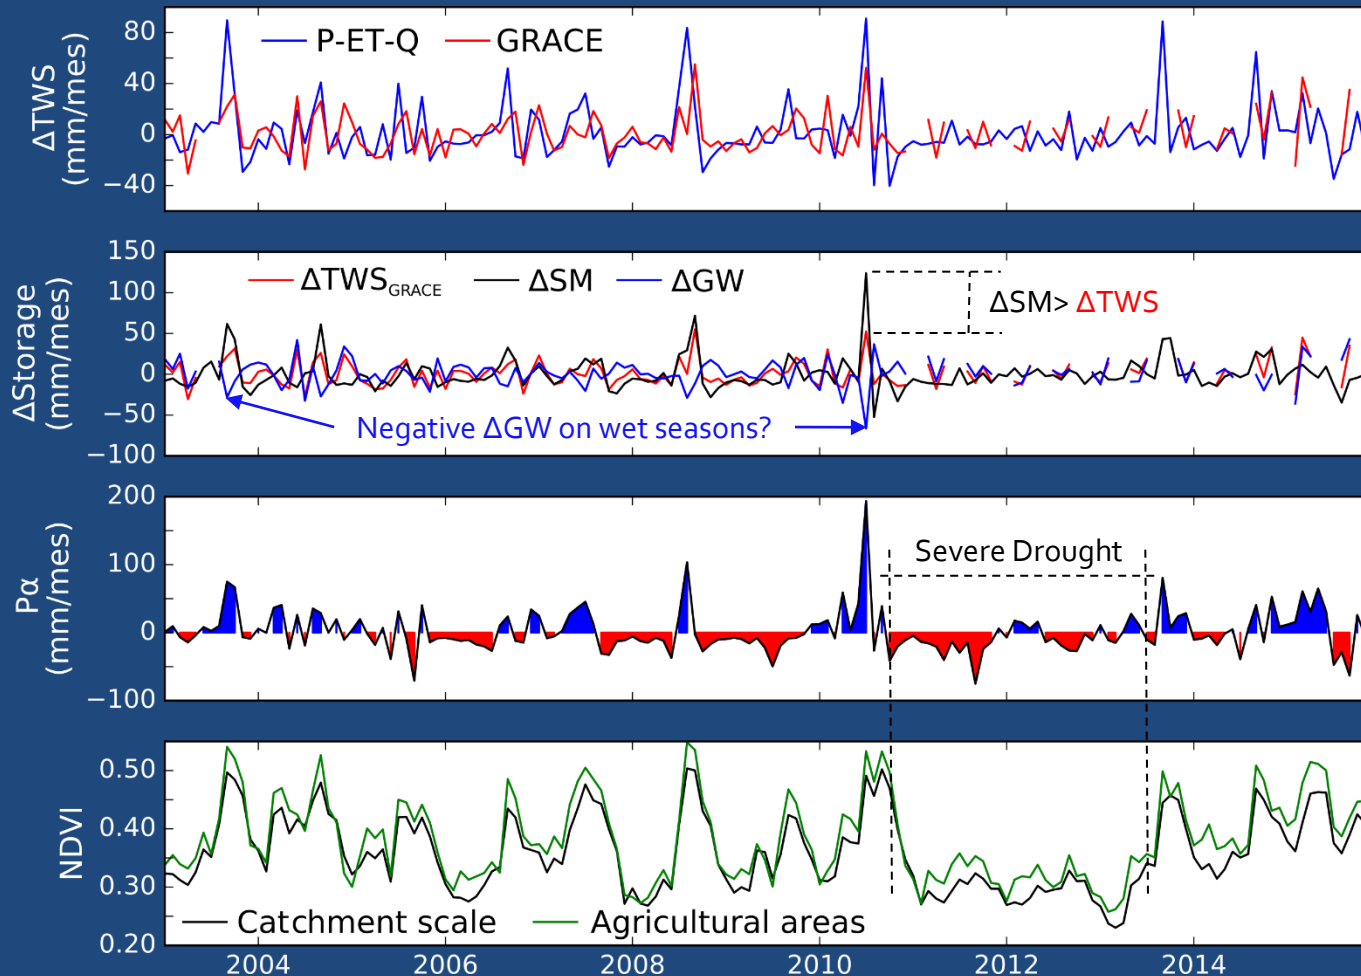 ΔTWS
(mm/mes)
80
40
0
−40
P-ET-Q
GRACE
ΔStorage
(mm/mes)
150
100
50
0
−50
−100
ΔTWS GRACE
ΔSM
ΔGW
ΔSM> ΔTWS
Negative ΔGW on wet seasons?
Pα
(mm/mes)
200
100
0
−100
Severe Drought
NDVI
0.50
0.40
0.30
0.20
Catchment scale
Agricultural areas
2004
2006
2008
2010
2012
2014